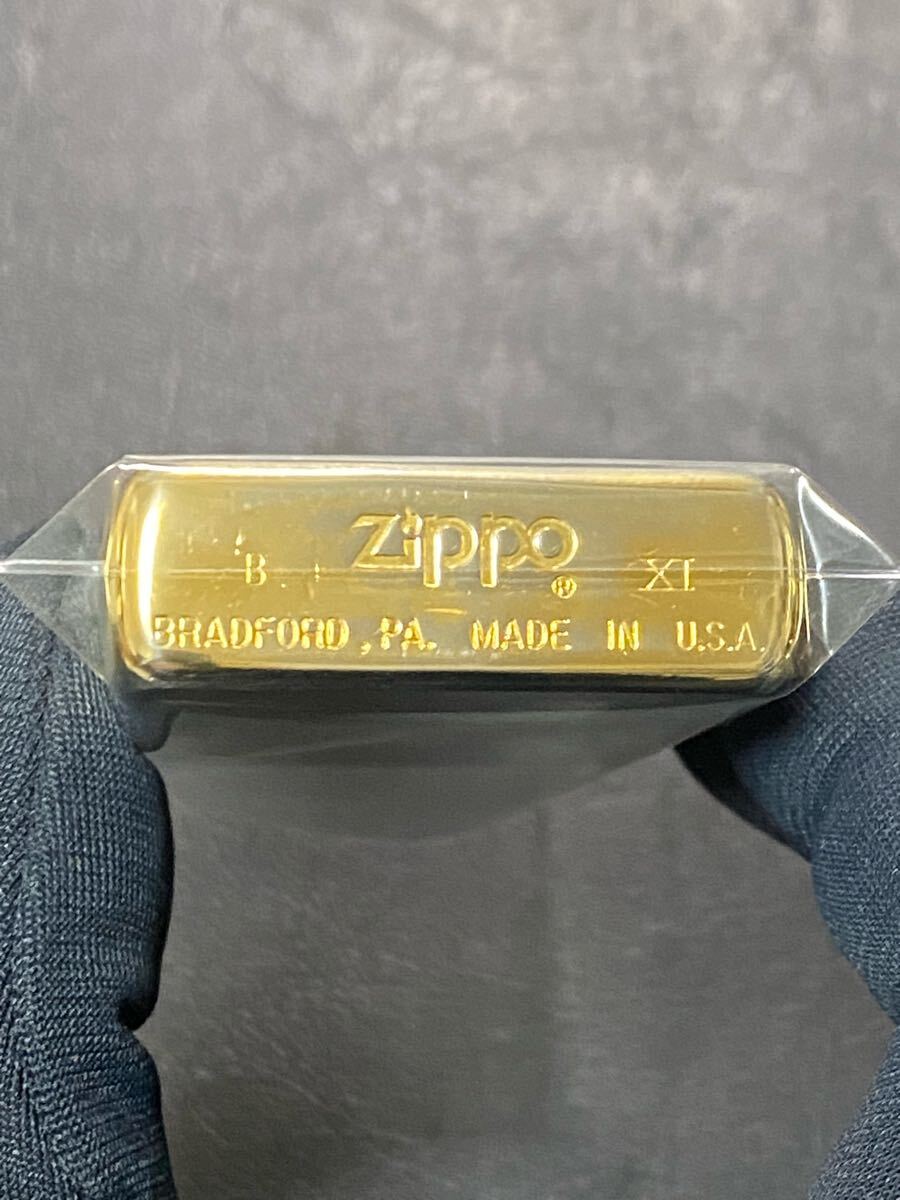 Zippo®
B XI
BRADFORD, PA. MADE IN U.S.A.